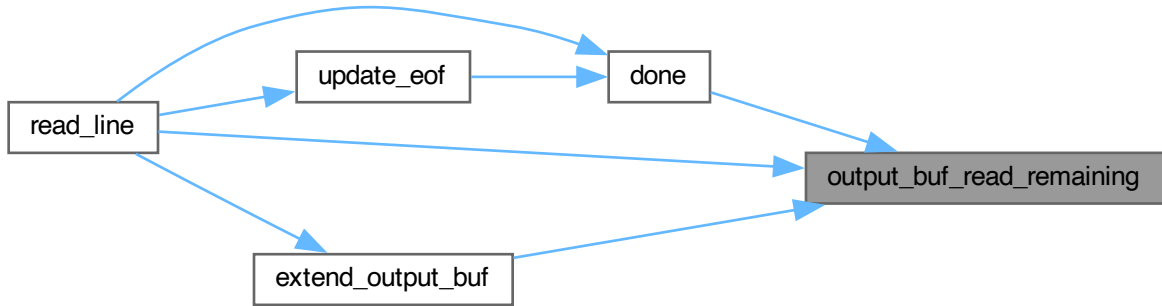 update_eof
done
read_line
output_buf_read_remaining
extend_output_buf